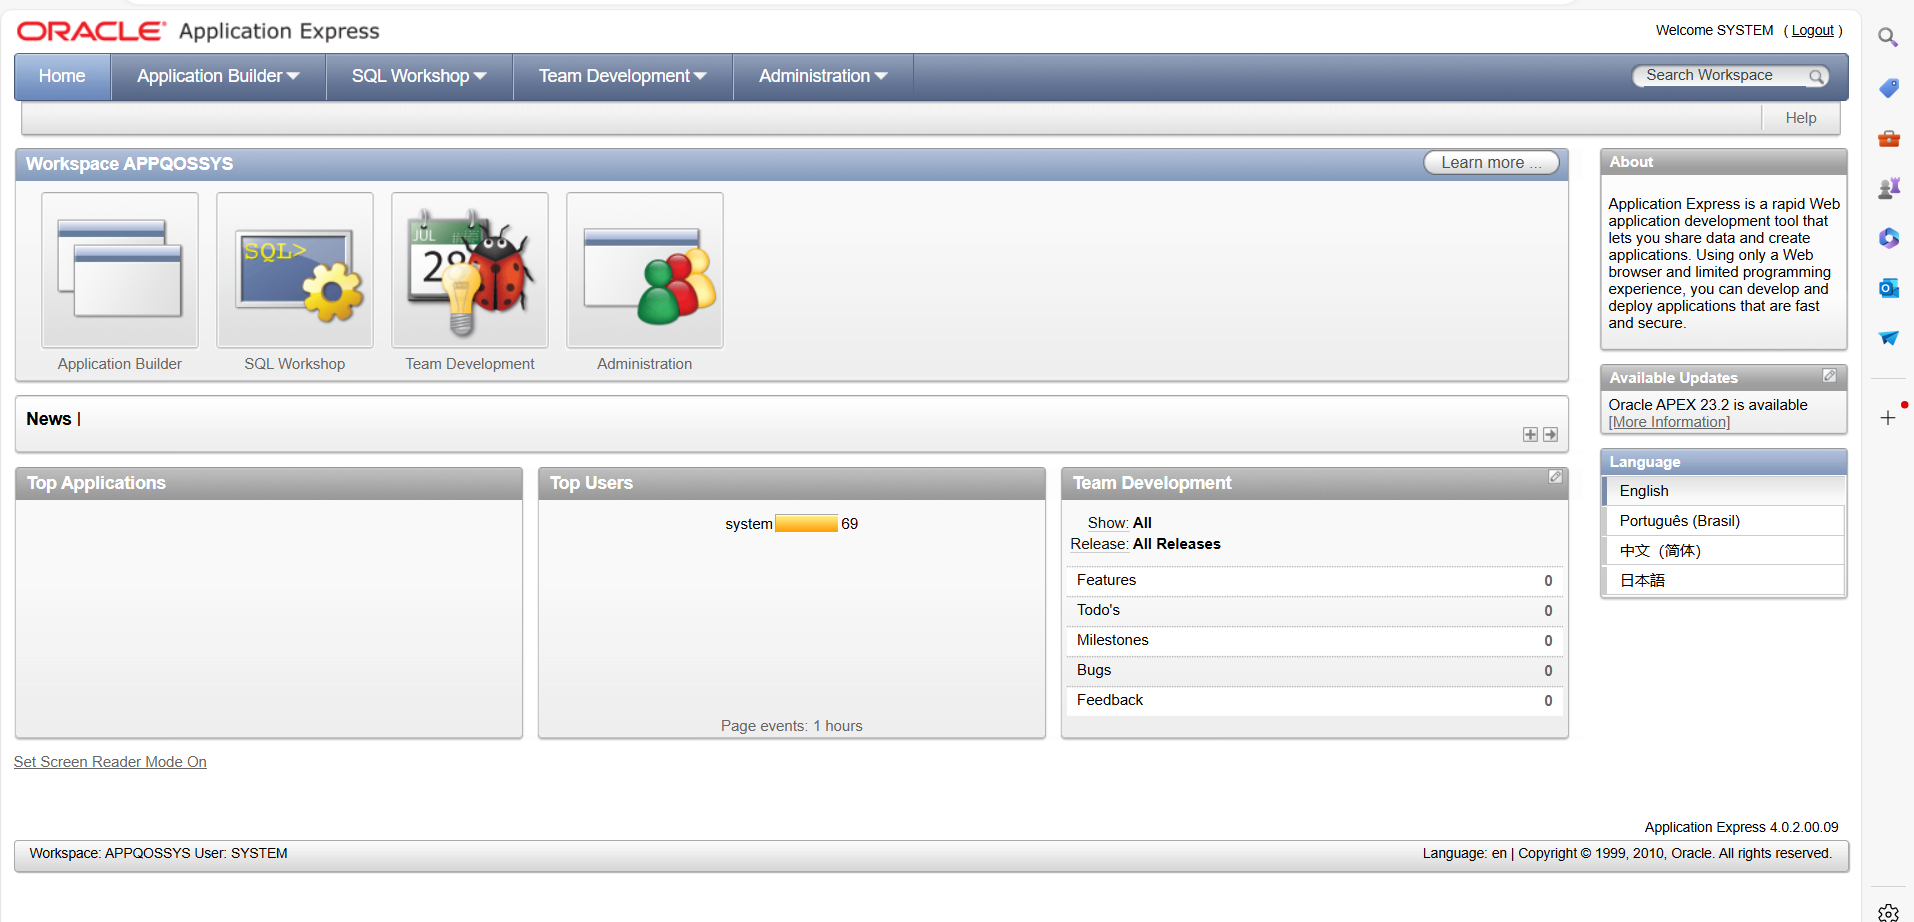 ORACLE Application Express
Welcome SYSTEM ( Logout )
Home
Application Builder
SQL Workshop
Team Development
Administration
Search Workspace
Help
Workspace APPQOSSYS
Learn more ...
SQL>
JUL
28
Application Builder
SQL Workshop
Team Development
Administration
About
Application Express is a rapid Web
application development tool that
lets you share data and create
applications. Using only a Web
browser and limited programming
experience, you can develop and
deploy applications that are fast
and secure.
Available Updates
Oracle APEX 23.2 is available
[More Information]
Language
English
Português (Brasil)
中文（简体）
日本語
News |
Top Applications
Top Users
system 69
Page events: 1 hours
Team Development
Show: All
Release: All Releases
Features 0
Todo's 0
Milestones 0
Bugs 0
Feedback 0
Set Screen Reader Mode On
Application Express 4.0.2.00.09
Workspace: APPQOSSYS User: SYSTEM
Language: en | Copyright © 1999, 2010, Oracle. All rights reserved.